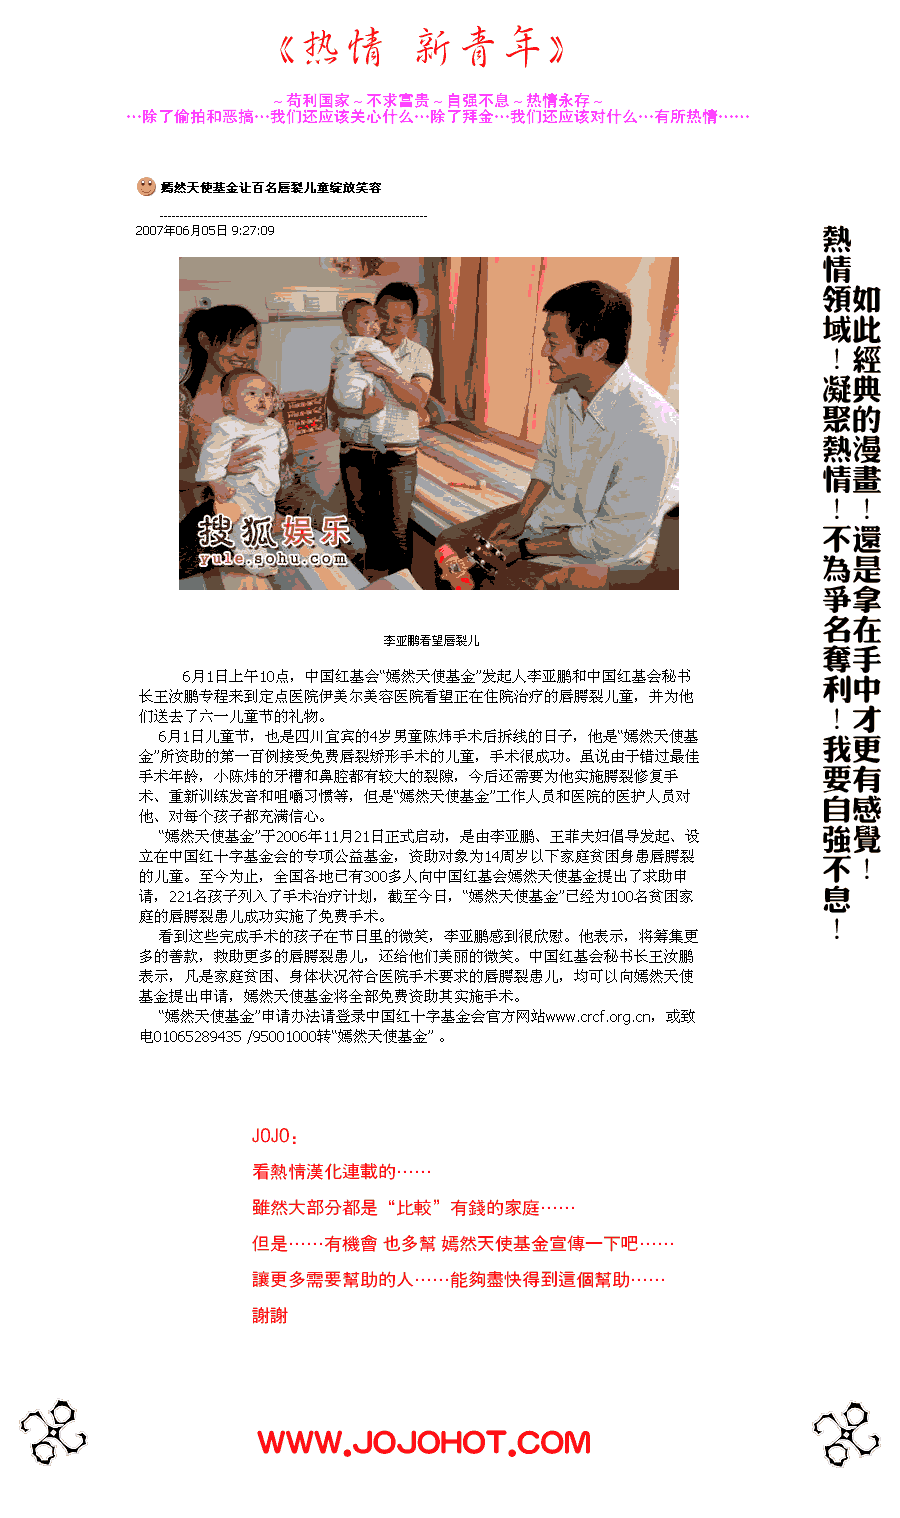 《热情 新青年》
～苟利国家～不求富贵～自强不息～热情永存～
…除了偷拍和恶搞…我们还应该关心什么…除了拜金…我们还应该对什么…有所热情……
嫣然天使基金让百名唇裂儿童绽放笑容
-------------------------------------------------------------------
2007年06月05日 9:27:09
搜狐娱乐
yule.sohu.com
李亚鹏看望唇裂儿
6月1日上午10点，中国红基会“嫣然天使基金”发起人李亚鹏和中国红基会秘书
长王汝鹏专程来到定点医院伊美尔美容医院看望正在住院治疗的唇腭裂儿童，并为他
们送去了六一儿童节的礼物。
6月1日儿童节，也是四川宜宾的4岁男童陈炜手术后拆线的日子，他是“嫣然天使基
金”所资助的第一百例接受免费唇裂矫形手术的儿童，手术很成功。虽说由于错过最佳
手术年龄，小陈炜的牙槽和鼻腔都有较大的裂隙，今后还需要为他实施腭裂修复手
术、重新训练发音和咀嚼习惯等，但是“嫣然天使基金”工作人员和医院的医护人员对
他、对每个孩子都充满信心。
“嫣然天使基金”于2006年11月21日正式启动，是由李亚鹏、王菲夫妇倡导发起、设
立在中国红十字基金会的专项公益基金，资助对象为14周岁以下家庭贫困身患唇腭裂
的儿童。至今为止，全国各地已有300多人向中国红基会嫣然天使基金提出了求助申
请，221名孩子列入了手术治疗计划，截至今日，“嫣然天使基金”已经为100名贫困家
庭的唇腭裂患儿成功实施了免费手术。
看到这些完成手术的孩子在节日里的微笑，李亚鹏感到很欣慰。他表示，将筹集更
多的善款，救助更多的唇腭裂患儿，还给他们美丽的微笑。中国红基会秘书长王汝鹏
表示，凡是家庭贫困、身体状况符合医院手术要求的唇腭裂患儿，均可以向嫣然天使
基金提出申请，嫣然天使基金将全部免费资助其实施手术。
“嫣然天使基金”申请办法请登录中国红十字基金会官方网站www.crcf.org.cn，或致
电01065289435 /95001000转“嫣然天使基金” 。
如此經典的漫畫！還是拿在手中才更有感覺！
熱情領域！凝聚熱情！不為爭名奪利！我要自強不息！
JOJO：
看熱情漢化連載的……
雖然大部分都是“比較”有錢的家庭……
但是……有機會 也多幫 嫣然天使基金宣傳一下吧……
讓更多需要幫助的人……能夠盡快得到這個幫助……
謝謝
WWW.JOJOHOT.COM